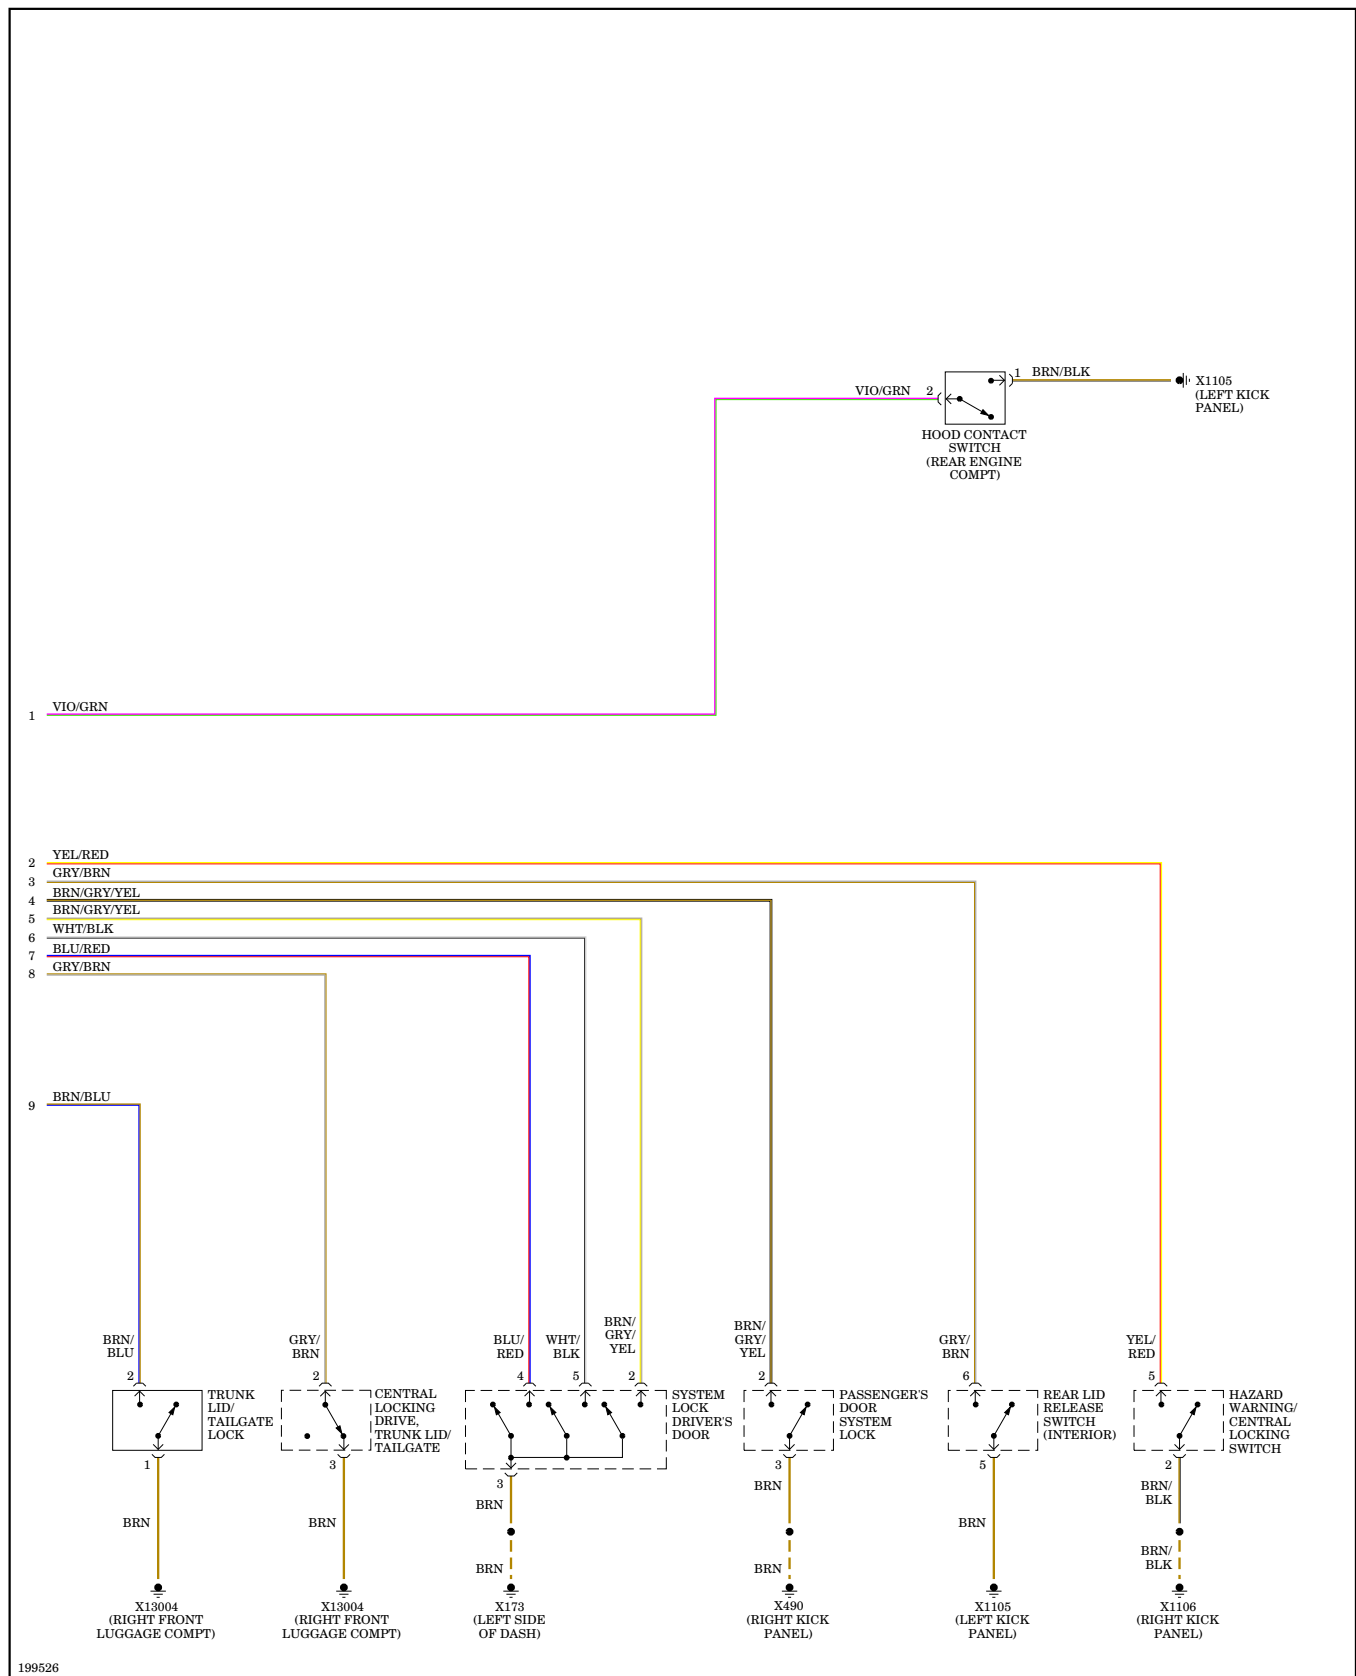 1 BRN/BLK
X1105
(LEFT KICK
PANEL)
VIO/GRN 2
HOOD CONTACT
SWITCH
(REAR ENGINE
COMPT)
1 VIO/GRN
2 YEL/RED
3 GRY/BRN
4 BRN/GRY/YEL
5 BRN/GRY/YEL
6 WHT/BLK
7 BLU/RED
8 GRY/BRN
9 BRN/BLU
BRN/
BLU
2
TRUNK
LID/
TAILGATE
LOCK
1
BRN
X13004
(RIGHT FRONT
LUGGAGE COMPT)
GRY/
BRN
2
CENTRAL
LOCKING
DRIVE,
TRUNK LID/
TAILGATE
3
BRN
X13004
(RIGHT FRONT
LUGGAGE COMPT)
BLU/
RED
4
WHT/
BLK
5
BRN/
GRY/
YEL
2
SYSTEM
LOCK
DRIVER'S
DOOR
3
BRN
BRN
X173
(LEFT SIDE
OF DASH)
BRN/
GRY/
YEL
2
PASSENGER'S
DOOR
SYSTEM
LOCK
3
BRN
BRN
X490
(RIGHT KICK
PANEL)
GRY/
BRN
6
REAR LID
RELEASE
SWITCH
(INTERIOR)
5
BRN
X1105
(LEFT KICK
PANEL)
YEL/
RED
5
HAZARD
WARNING/
CENTRAL
LOCKING
SWITCH
2
BRN/
BLK
BRN/
BLK
X1106
(RIGHT KICK
PANEL)
199526